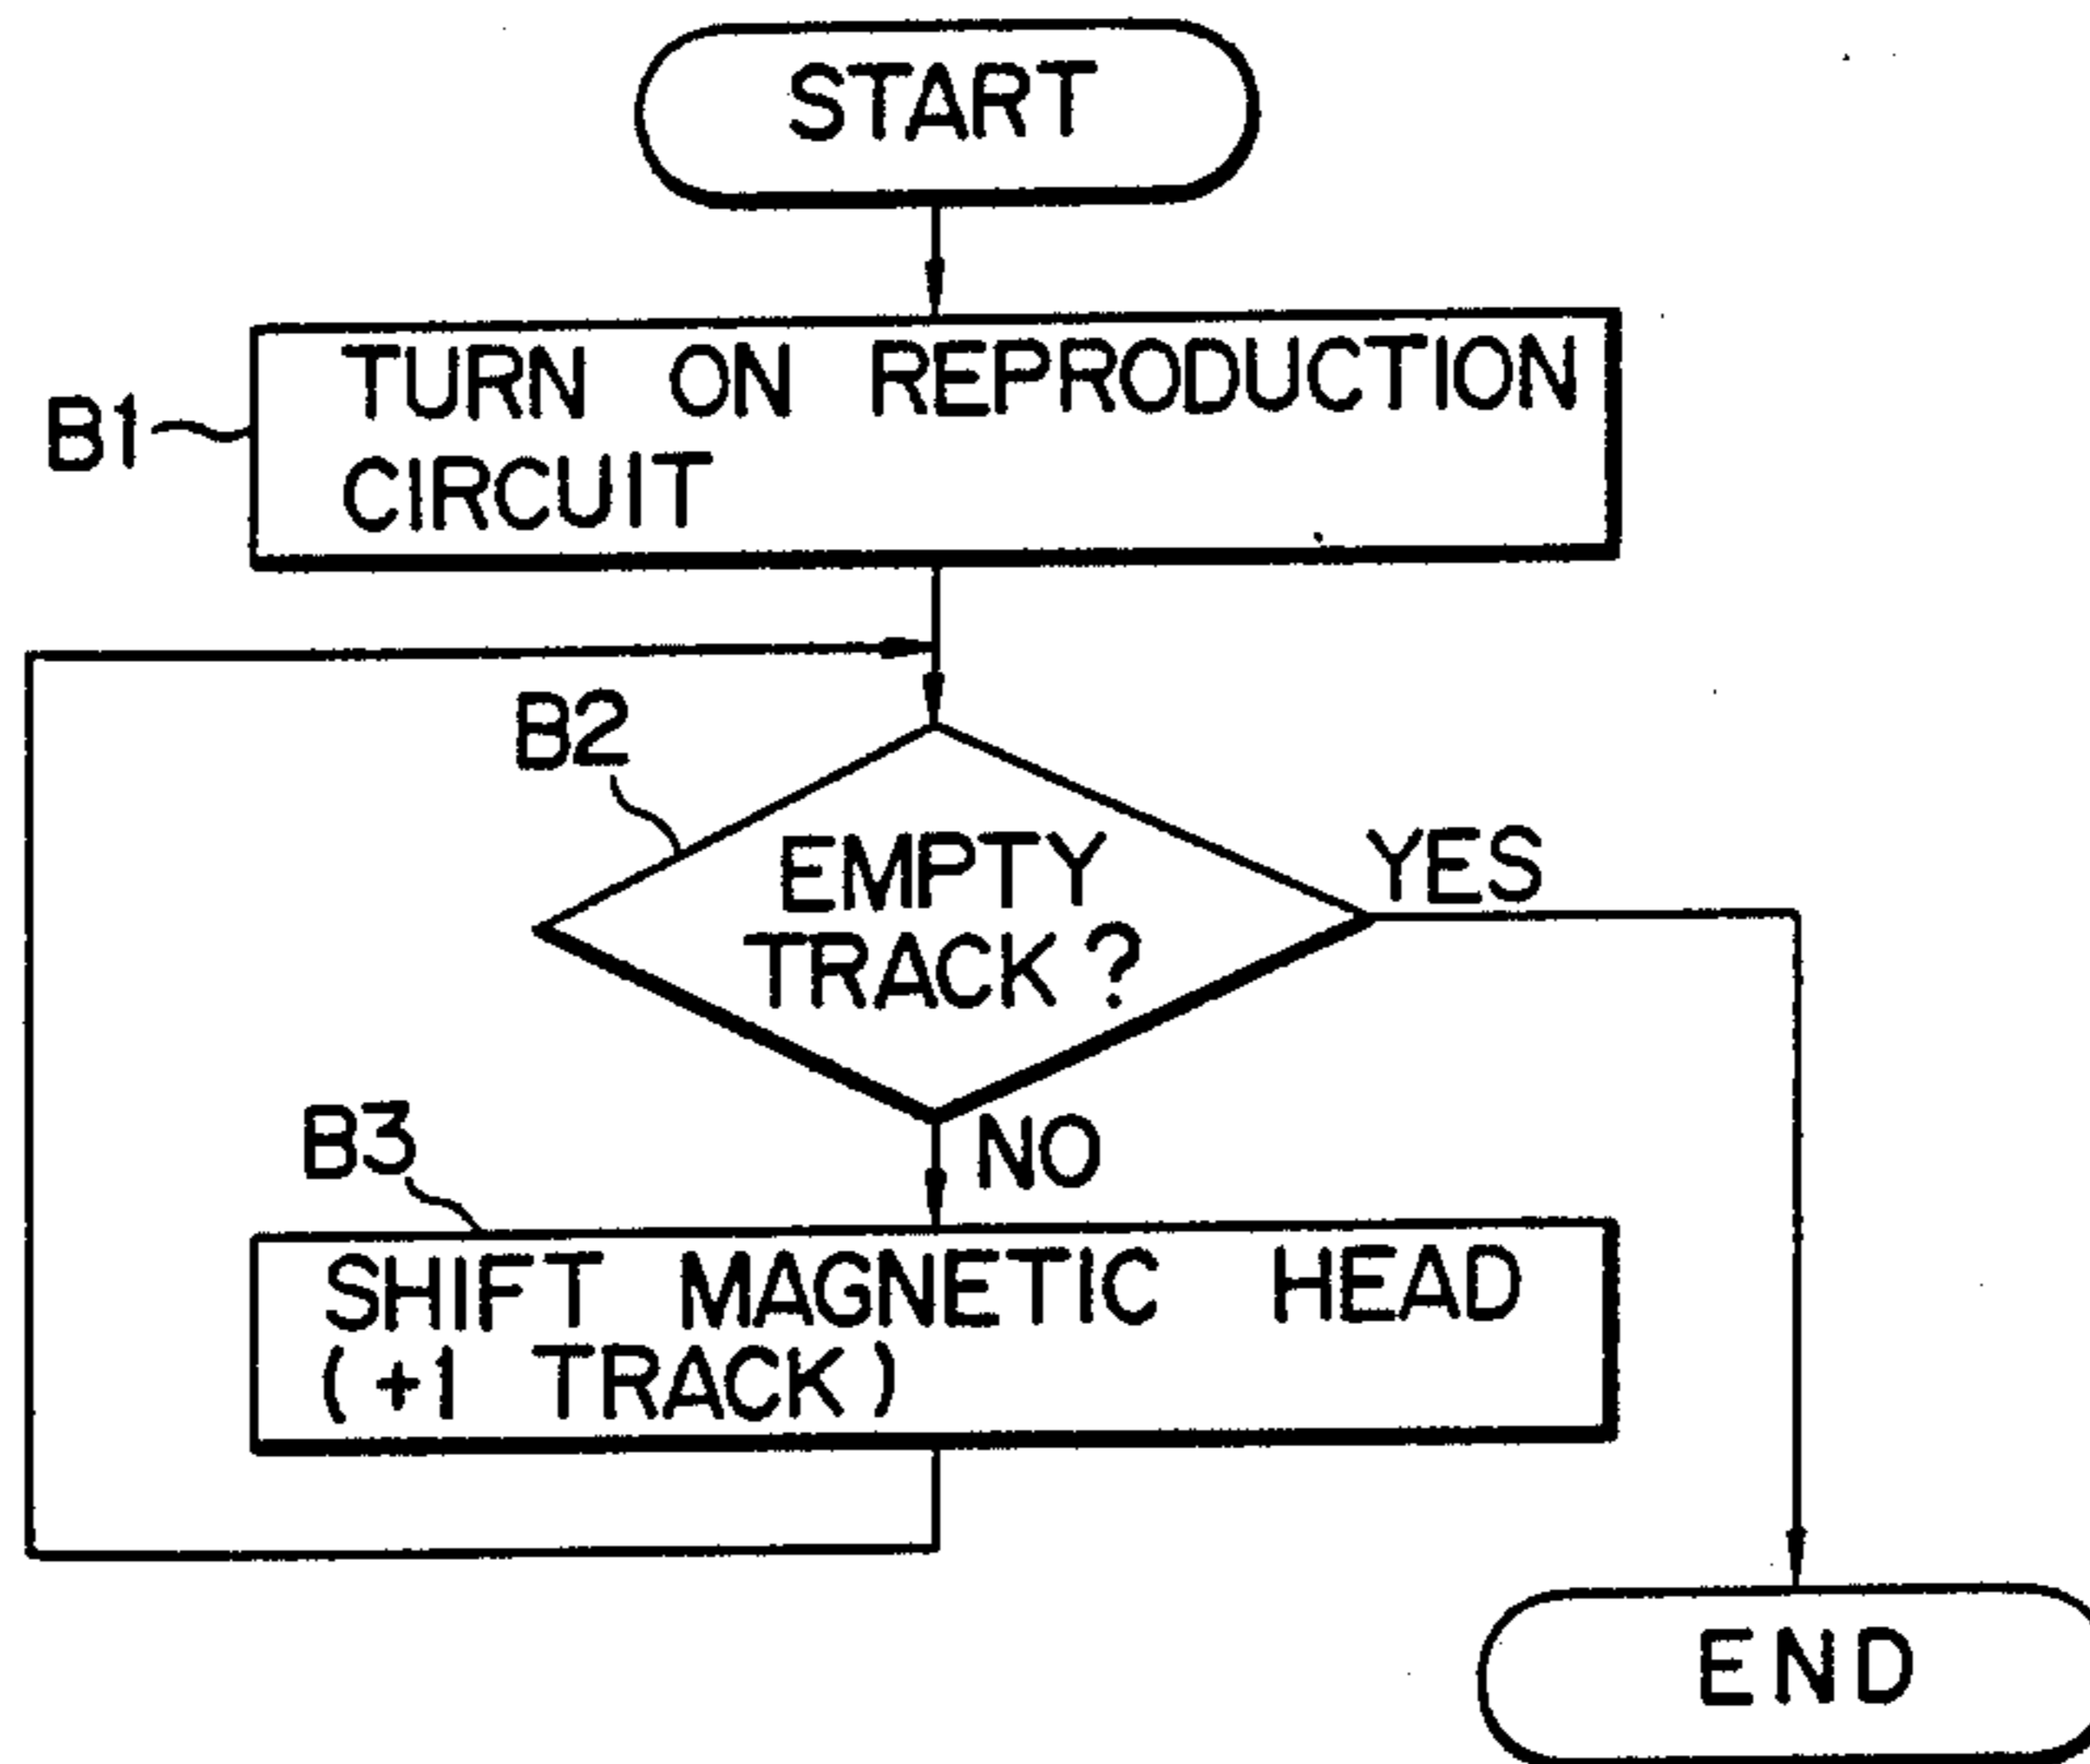 START
B1
TURN ON REPRODUCTION
CIRCUIT
B2
EMPTY
TRACK?
YES
NO
B3
SHIFT MAGNETIC HEAD
(+1 TRACK)
END